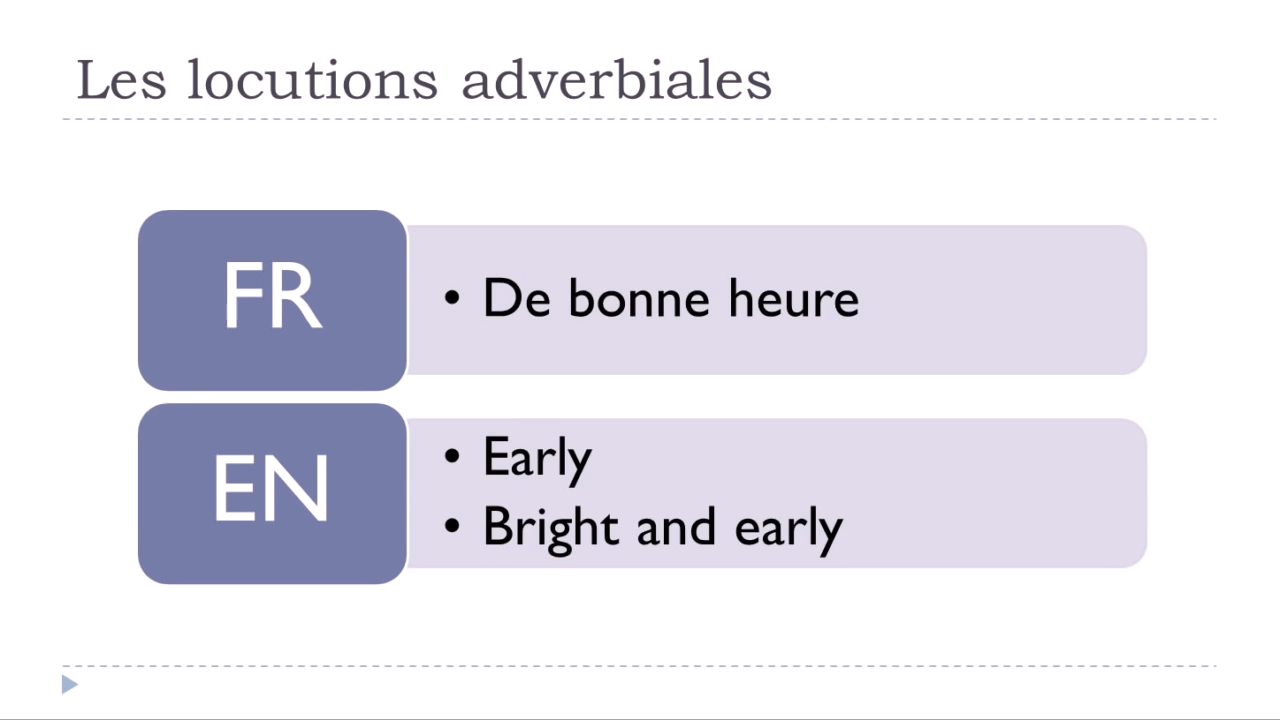 Les locutions adverbiales
FR
• De bonne heure
EN
• Early
• Bright and early